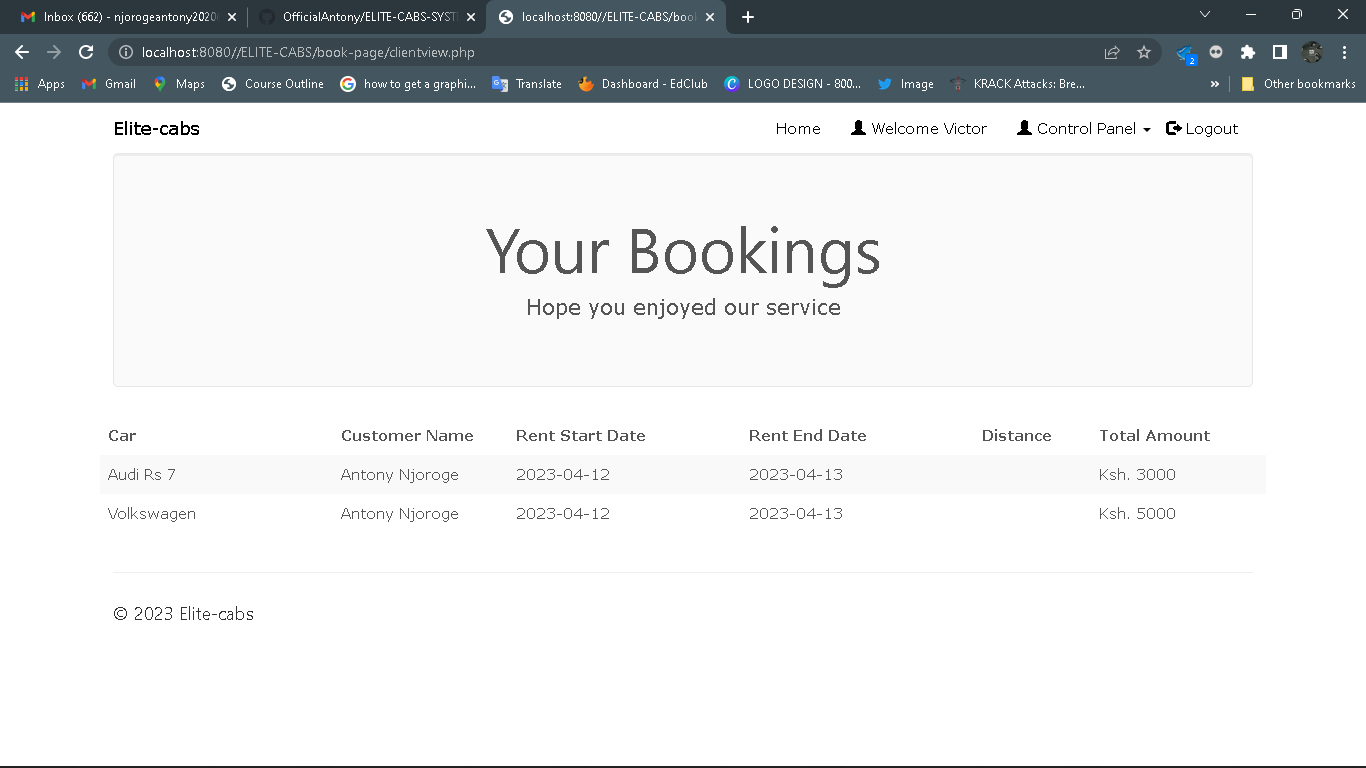 Inbox (662) - njorogeantony2020
OfficialAntony/ELITE-CABS-SYST
localhost:8080//ELITE-CABS/book
localhost:8080//ELITE-CABS/book-page/clientview.php
2
Apps Gmail Maps Course Outline how to get a graphi... Translate Dashboard - EdClub LOGO DESIGN - 800... Image KRACK Attacks: Bre... » Other bookmarks
Elite-cabs Home Welcome Victor Control Panel Logout
Your Bookings
Hope you enjoyed our service
Car Customer Name Rent Start Date Rent End Date Distance Total Amount
Audi Rs 7 Antony Njoroge 2023-04-12 2023-04-13 Ksh. 3000
Volkswagen Antony Njoroge 2023-04-12 2023-04-13 Ksh. 5000
© 2023 Elite-cabs